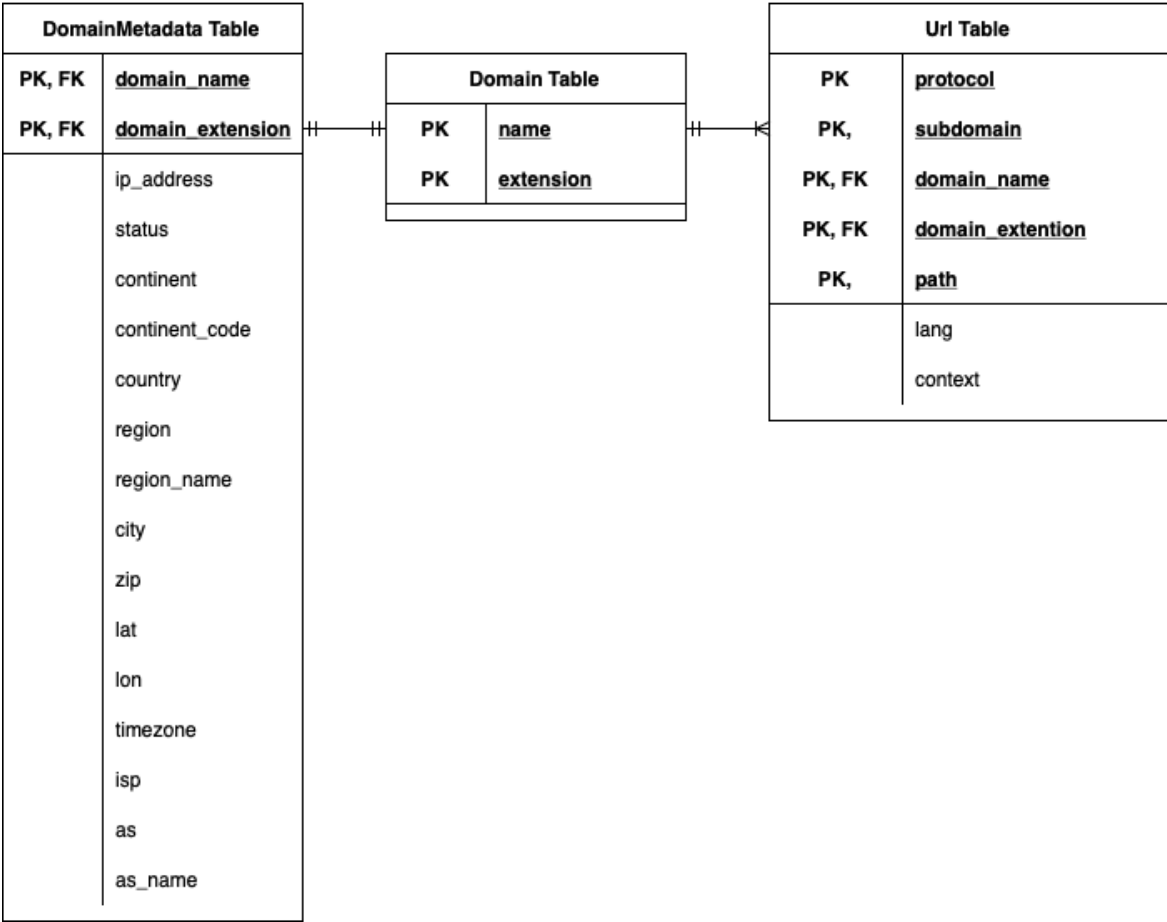 DomainMetadata Table
PK, FK domain_name
PK, FK domain_extension
ip_address
status
continent
continent_code
country
region
region_name
city
zip
lat
lon
timezone
isp
as
as_name
Domain Table
PK name
PK extension
Url Table
PK protocol
PK, subdomain
PK, FK domain_name
PK, FK domain_extention
PK, path
lang
context